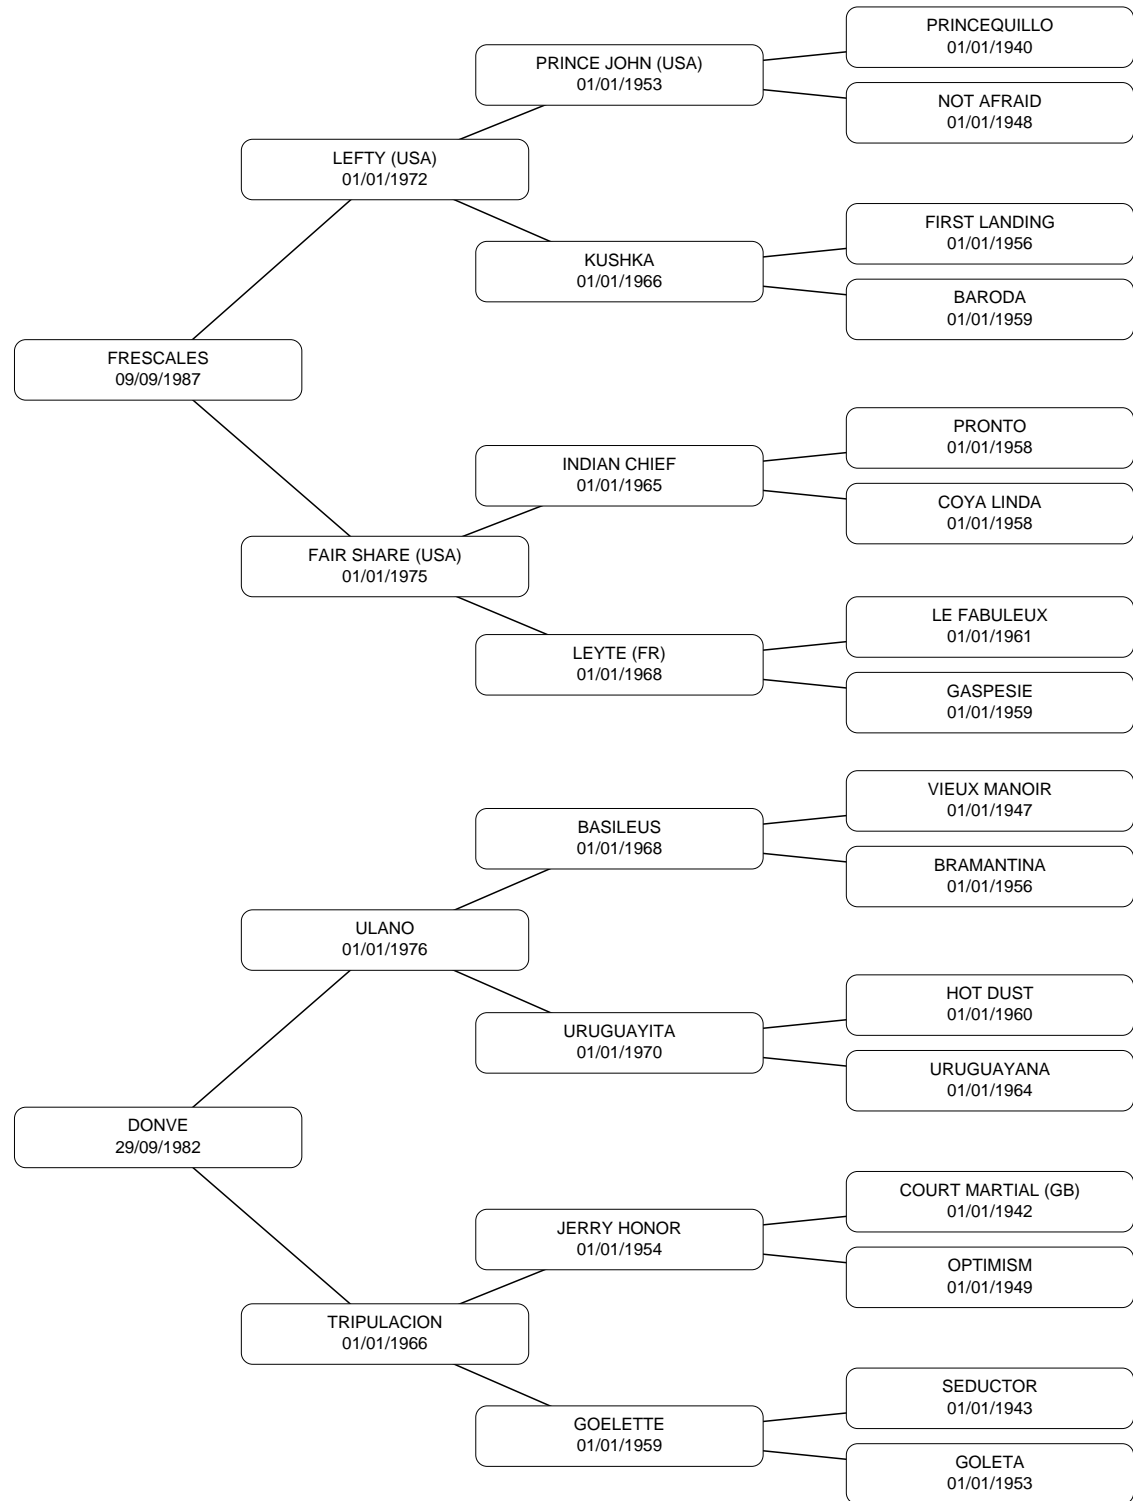 PRINCEQUILLO
01/01/1940
PRINCE JOHN (USA)
01/01/1953
NOT AFRAID
01/01/1948
LEFTY (USA)
01/01/1972
FIRST LANDING
01/01/1956
KUSHKA
01/01/1966
BARODA
01/01/1959
FRESCALES
09/09/1987
PRONTO
01/01/1958
INDIAN CHIEF
01/01/1965
COYA LINDA
01/01/1958
FAIR SHARE (USA)
01/01/1975
LE FABULEUX
01/01/1961
LEYTE (FR)
01/01/1968
GASPESIE
01/01/1959
VIEUX MANOIR
01/01/1947
BASILEUS
01/01/1968
BRAMANTINA
01/01/1956
ULANO
01/01/1976
HOT DUST
01/01/1960
URUGUAYITA
01/01/1970
URUGUAYANA
01/01/1964
DONVE
29/09/1982
COURT MARTIAL (GB)
01/01/1942
JERRY HONOR
01/01/1954
OPTIMISM
01/01/1949
TRIPULACION
01/01/1966
SEDUCTOR
01/01/1943
GOELETTE
01/01/1959
GOLETA
01/01/1953